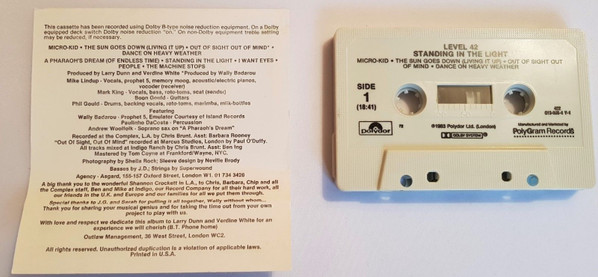 This cassette has been recorded using Dolby B-type noise reduction equipment. On a Dolby
equipped deck switch Dolby noise reduction "on." On non-Dolby equipment treble setting
may be reduced, if necessary.
MICRO-KID • THE SUN GOES DOWN (LIVING IT UP) • OUT OF SIGHT OUT OF MIND* •
DANCE ON HEAVY WEATHER
A PHARAOH'S DREAM (OF ENDLESS TIME) • STANDING IN THE LIGHT • I WANT EYES •
PEOPLE • THE MACHINE STOPS
Produced by Larry Dunn and Verdine White *Produced by Wally Badarou
Mike Lindup - Vocals, prophet 5, memory moog, acoustic/electric pianos,
vocoder (receiver)
Mark King - Vocals, bass, roto-toms, seat (sendo)
Boon Gould - Guitars
Phil Gould - Drums, backing vocals, roto-toms, marimba, milk-bottles
Featuring
Wally Badarou - Prophet 5, Emulator Courtesy of Island Records
Paulinho DaCosta - Percussion
Andrew Woolfolk - Soprano sax on "A Pharaoh's Dream"
Recorded at the Complex, L.A. by Chris Brunt. Asst: Barbara Rooney
"Out Of Sight, Out Of Mind" recorded at Marcus Studios, London by Paul O'Duffy.
All tracks mixed at Indigo Ranch by Chris Brunt. Asst: Ben Ing
Mastered by Tom Coyne at Frankford/Wayne, NYC.
Photography by Sheila Rock; Sleeve design by Neville Brody
Basses by J.D.; Strings by Superwound
Agency - Asgard, 155-157 Oxford Street, London W1. 01 734 3426
A big thank you to the wonderful Shannon Crockett in L.A., to Chris, Barbara, Chip and all
the Complex staff, Ben and Mike at Indigo, our Record Company for all their hard work, all
our friends in the U.K. and Europe and our families for all we put them through.
Special thanks to J.G. and Sarah for pulling it all together, Wally without whom...
Thank you for sharing your musical genius and for taking the time out from your own
project to play with us.
With love and respect we dedicate this album to Larry Dunn and Verdine White for an
experience we will cherish (B.T. Phone home)
Outlaw Management, 36 West Street, London WC2.
All rights reserved. Unauthorized duplication is a violation of applicable laws.
Printed in U.S.A.
LEVEL 42
STANDING IN THE LIGHT
MICRO-KID • THE SUN GOES DOWN (LIVING IT UP) • OUT OF SIGHT OUT
OF MIND • DANCE ON HEAVY WEATHER
SIDE
1
(18:41)
polydor
℗1983 Polydor Ltd. (London)
DOLBY SYSTEM
Manufactured and Marketed by
PolyGram Records